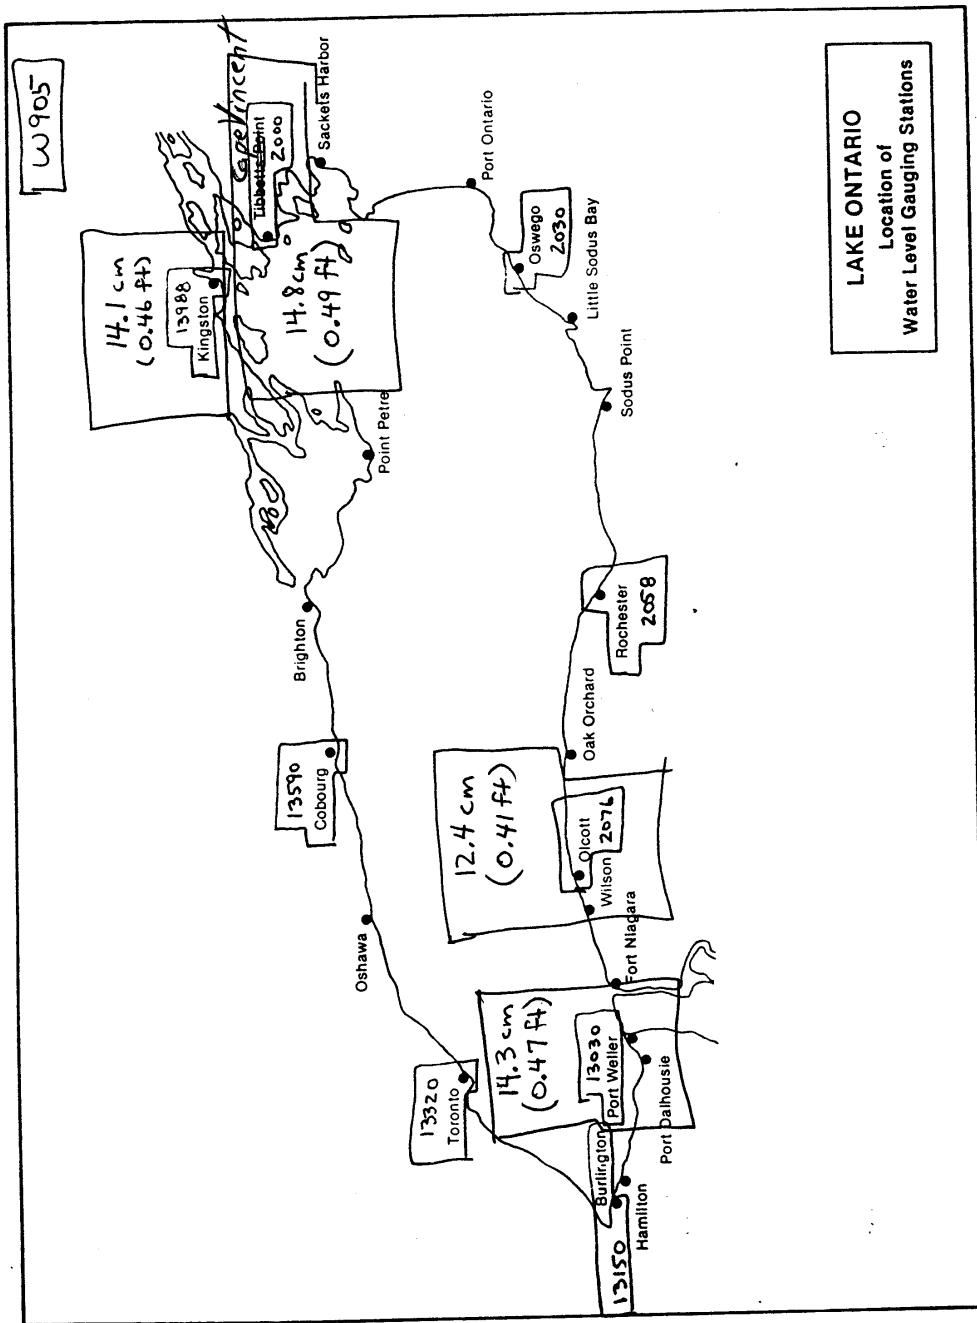 W905
Cape Vincent
Tibbetts Point
2000
Sackets Harbor
14.1 cm
(0.46 ft)
13988
Kingston
14.8 cm
(0.49 ft)
Port Ontario
Oswego
2030
Little Sodus Bay
Sodus Point
Point Petre
Brighton
Rochester
2058
13590
Cobourg
Oak Orchard
12.4 cm
(0.41 ft)
Olcott
2076
Wilson
Oshawa
Fort Niagara
14.3 cm
(0.47 ft)
13030
Port Weller
Port Dalhousie
13320
Toronto
Burlington
Hamilton
13150
LAKE ONTARIO
Location of
Water Level Gauging Stations